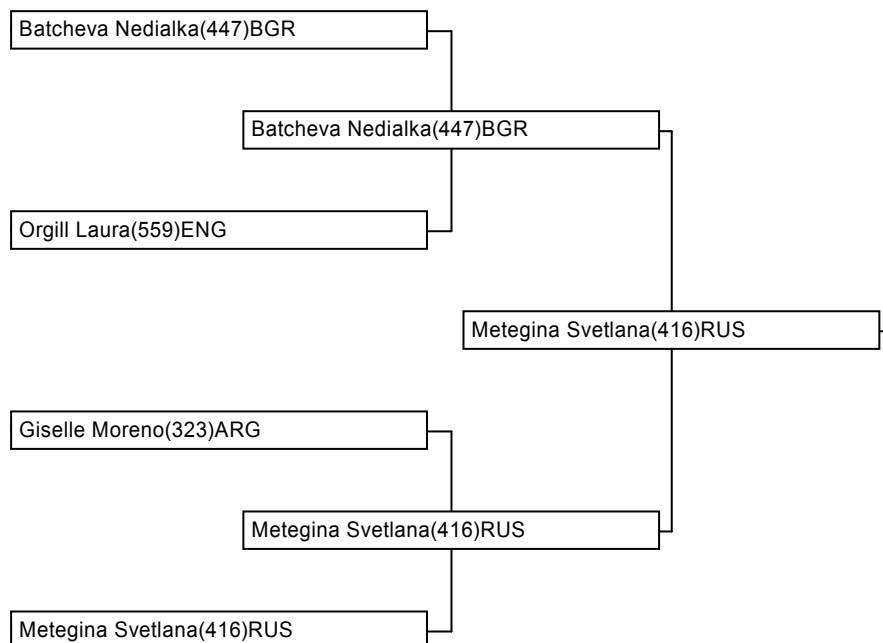 Batcheva Nedialka(447)BGR
Batcheva Nedialka(447)BGR
Orgill Laura(559)ENG
Metegina Svetlana(416)RUS
Giselle Moreno(323)ARG
Metegina Svetlana(416)RUS
Metegina Svetlana(416)RUS